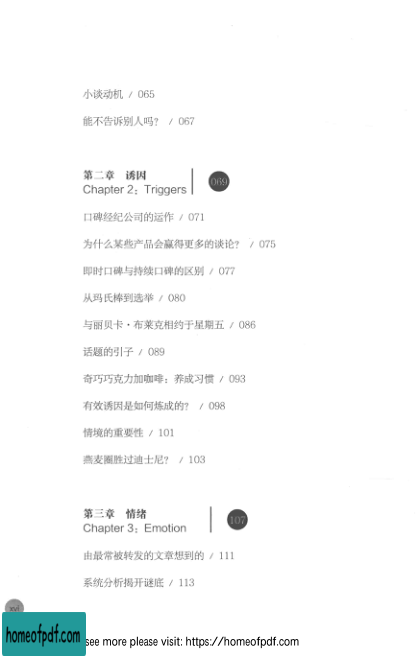 小谈动机 / 065
能不告诉别人吗？ / 067
第二章 诱因
Chapter 2：Triggers
069
口碑经纪公司的运作 / 071
为什么某些产品会赢得更多的谈论？ / 075
即时口碑与持续口碑的区别 / 077
从玛氏棒到选举 / 080
与丽贝卡·布莱克相约于星期五 / 086
话题的引子 / 089
奇巧巧克力加咖啡：养成习惯 / 093
有效诱因是如何炼成的？ / 098
情境的重要性 / 101
燕麦圈胜过迪士尼？ / 103
第三章 情绪
Chapter 3：Emotion
107
由最常被转发的文章想到的 / 111
系统分析揭开谜底 / 113
xvi
homeofpdf.com
see more please visit: https://homeofpdf.com